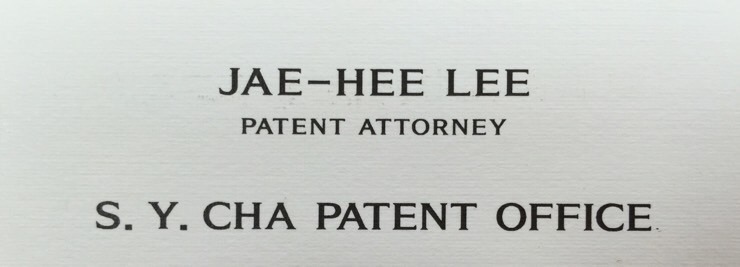 JAE-HEE LEE
PATENT ATTORNEY
S. Y. CHA PATENT OFFICE